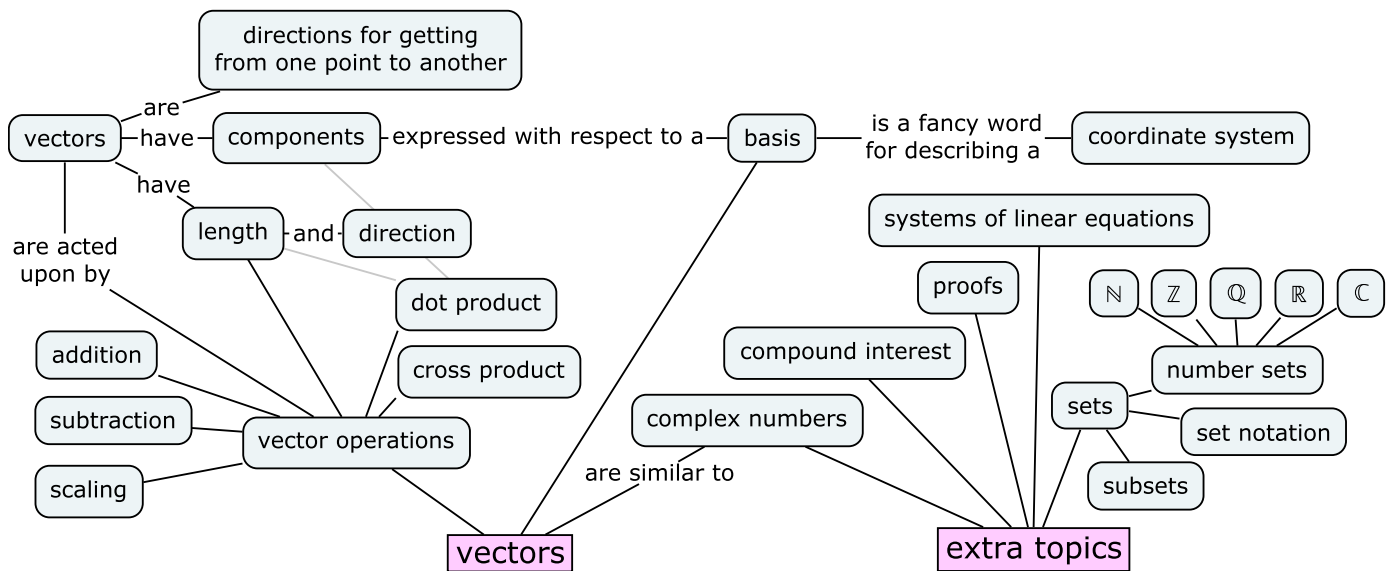 directions for getting
from one point to another
are
vectors
have
components
expressed with respect to a
basis
is a fancy word
for describing a
coordinate system
have
length
and
direction
systems of linear equations
are acted
upon by
dot product
proofs
ℕ
ℤ
ℚ
ℝ
ℂ
addition
cross product
compound interest
number sets
subtraction
vector operations
complex numbers
sets
set notation
scaling
are similar to
subsets
vectors
extra topics